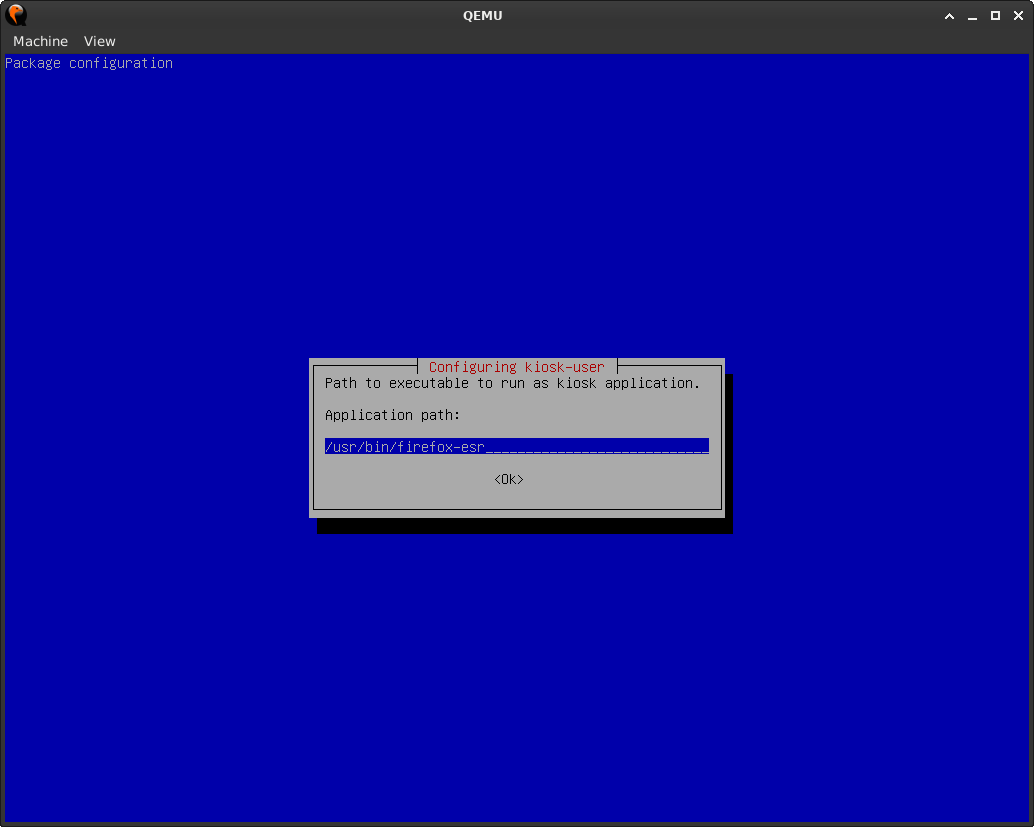 QEMU
Machine View
Package configuration
Configuring kiosk-user
Path to executable to run as kiosk application.
Application path:
/usr/bin/firefox-esr____________________________
<Ok>